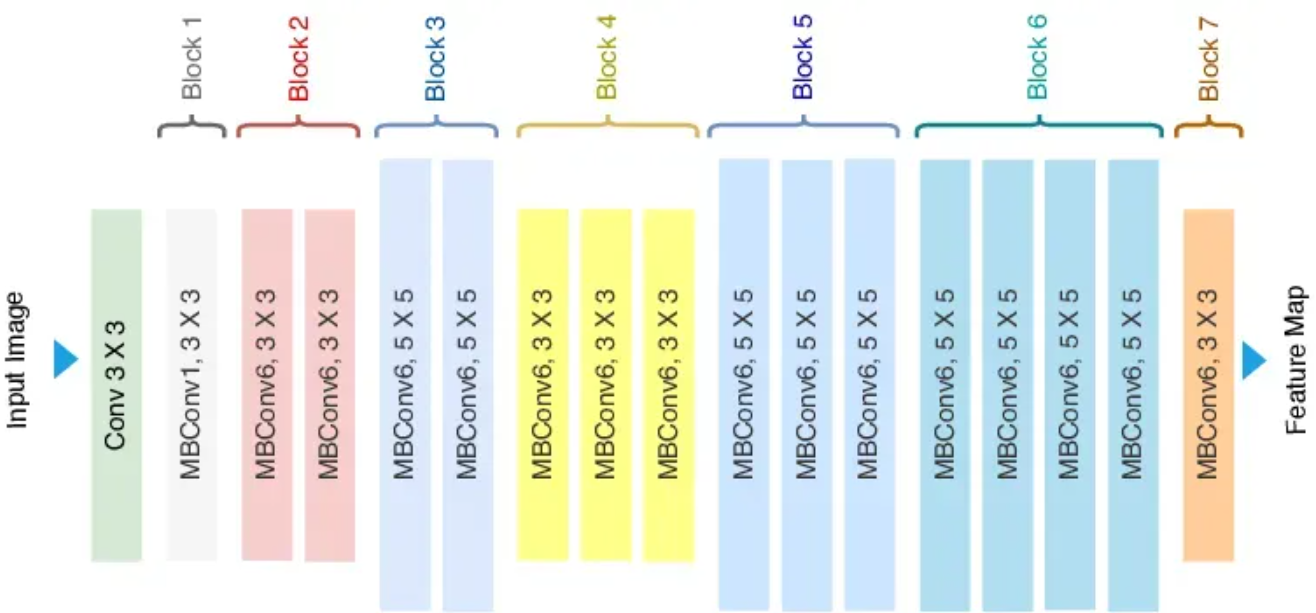 Input Image
Conv 3 X 3
Block 1
MBConv1, 3 X 3
Block 2
MBConv6, 3 X 3
MBConv6, 3 X 3
Block 3
MBConv6, 5 X 5
MBConv6, 5 X 5
Block 4
MBConv6, 3 X 3
MBConv6, 3 X 3
MBConv6, 3 X 3
Block 5
MBConv6, 5 X 5
MBConv6, 5 X 5
MBConv6, 5 X 5
Block 6
MBConv6, 5 X 5
MBConv6, 5 X 5
MBConv6, 5 X 5
MBConv6, 5 X 5
Block 7
MBConv6, 3 X 3
Feature Map